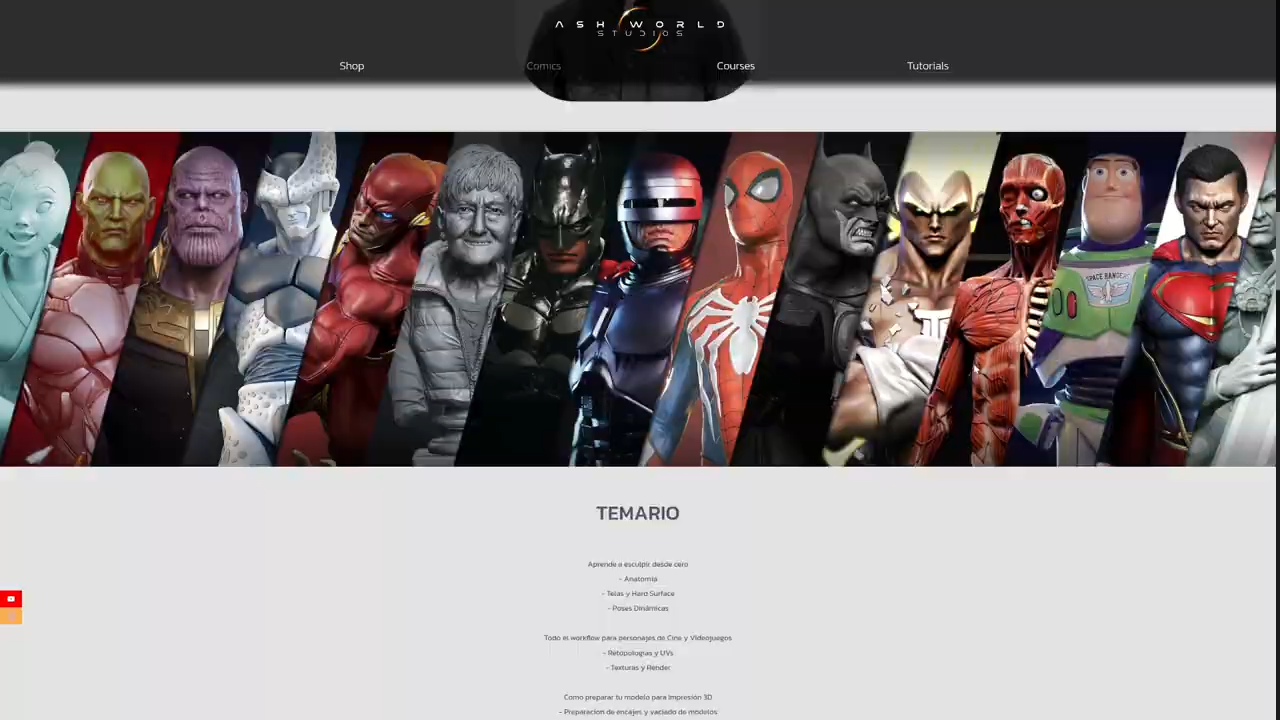 ASH WORLD
STUDIOS
Shop
Comics
Courses
Tutorials
SPACE RANGER
TEMARIO
Aprende a esculpir desde cero
- Anatomia
- Telas y Hard Surface
- Poses Dinámicas
Todo el workflow para personajes de Cine y Videojuegos
- Retopologias y UVs
- Texturas y Render
Como preparar tu modelo para impresión 3D
- Preparacion de encajes y vaciado de modelos